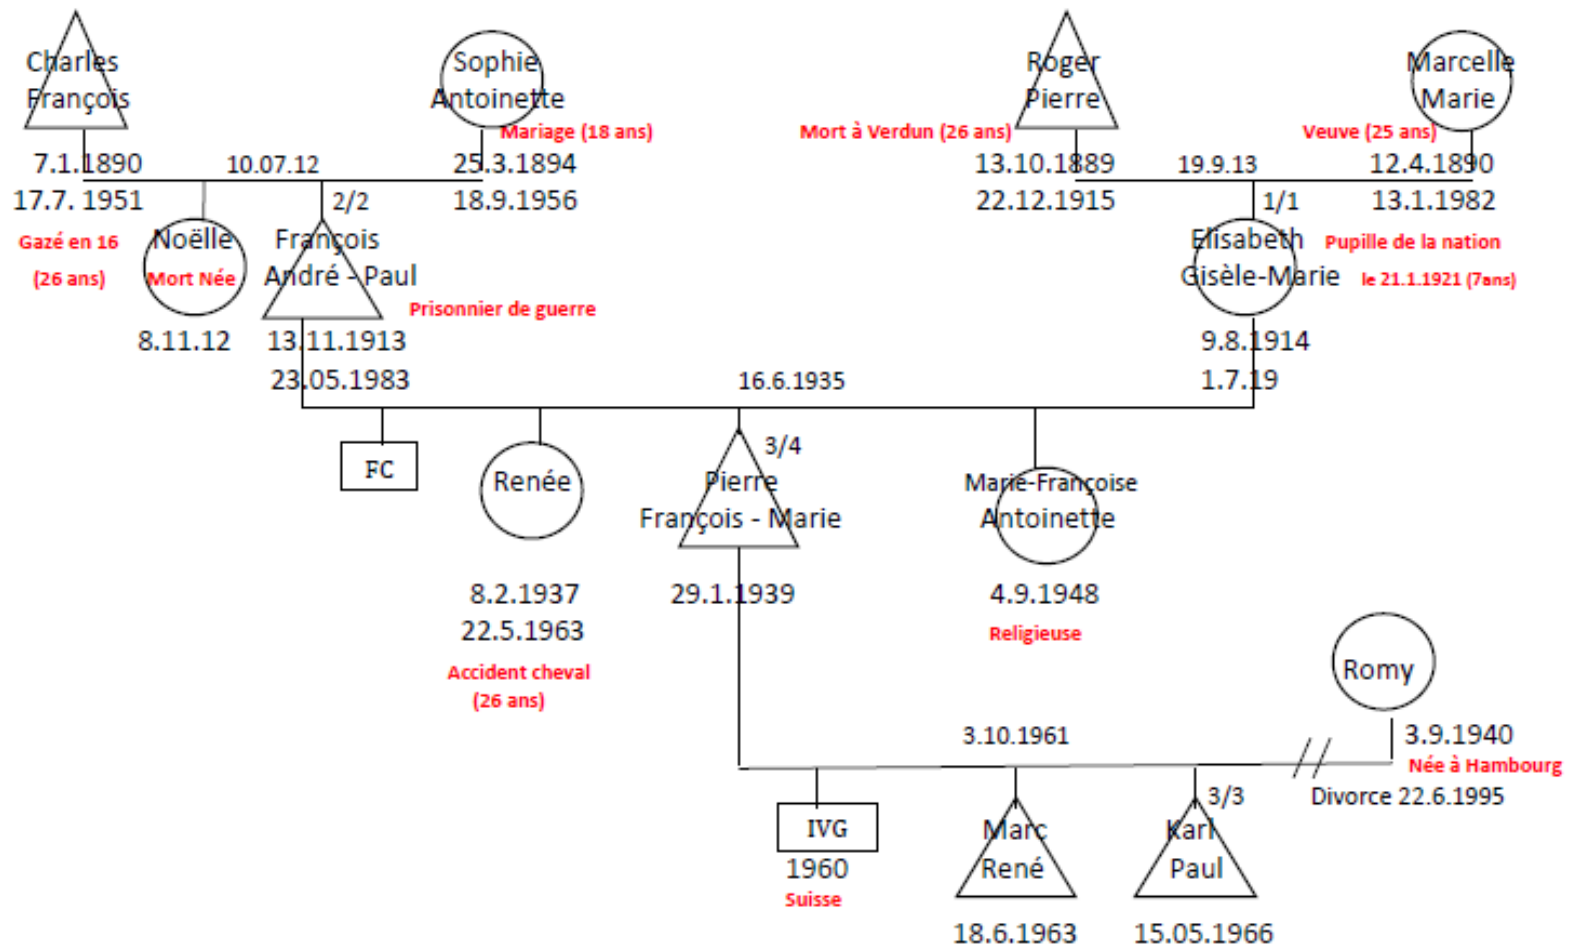 Charles
François
Sophie
Antoinette
Roger
Pierre
Marcelle
Marie
Mariage (18 ans)
Mort à Verdun (26 ans)
Veuve (25 ans)
7.1.1890
10.07.12
25.3.1894
13.10.1889
19.9.13
12.4.1890
17.7. 1951
2/2
18.9.1956
22.12.1915
1/1
13.1.1982
Gazé en 16
(26 ans)
Noëlle
Mort Née
François
André - Paul
Elisabeth
Gisèle-Marie
Pupille de la nation
le 21.1.1921 (7ans)
Prisonnier de guerre
8.11.12
13.11.1913
23.05.1983
9.8.1914
1.7.19
16.6.1935
FC
Renée
3/4
Pierre
François - Marie
Marie-Françoise
Antoinette
8.2.1937
22.5.1963
29.1.1939
4.9.1948
Religieuse
Accident cheval
(26 ans)
Romy
3.10.1961
3.9.1940
Née à Hambourg
Divorce 22.6.1995
IVG
1960
Suisse
Marc
René
3/3
Karl
Paul
18.6.1963
15.05.1966